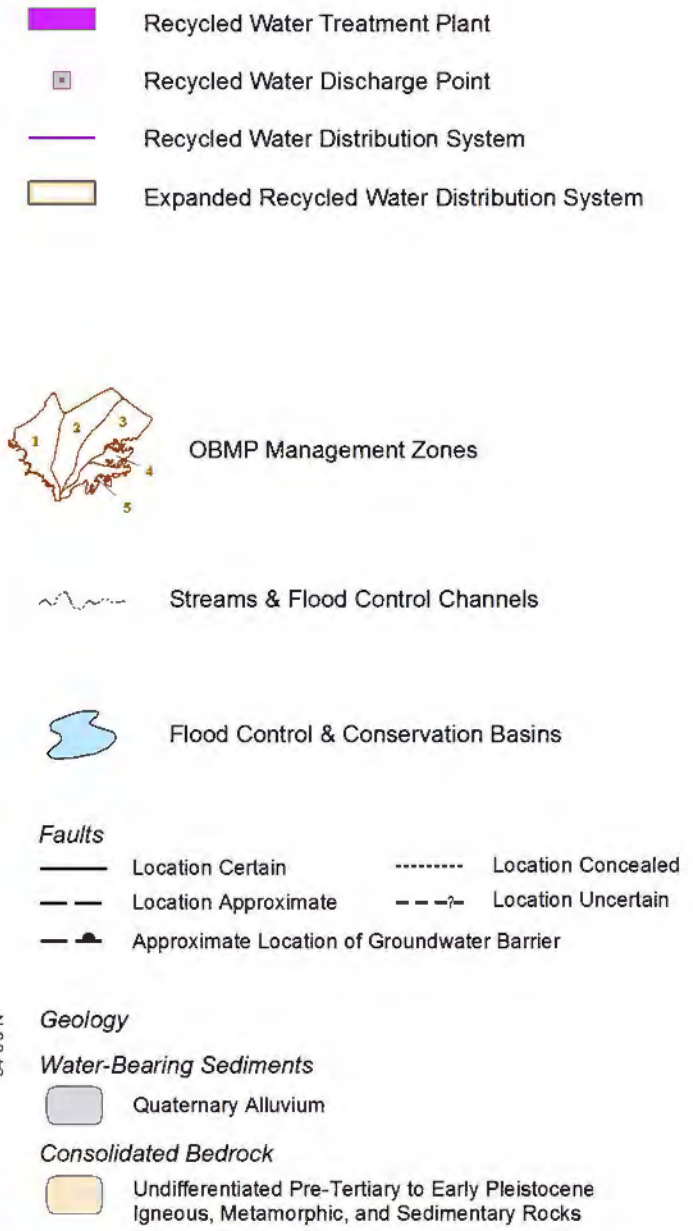 Recycled Water Treatment Plant
Recycled Water Discharge Point
Recycled Water Distribution System
Expanded Recycled Water Distribution System
1
2
3
4
5
OBMP Management Zones
Streams & Flood Control Channels
Flood Control & Conservation Basins
Faults
Location Certain
Location Concealed
Location Approximate
?
Location Uncertain
Approximate Location of Groundwater Barrier
Geology
Water-Bearing Sediments
Quaternary Alluvium
Consolidated Bedrock
Undifferentiated Pre-Tertiary to Early Pleistocene
Igneous, Metamorphic, and Sedimentary Rocks